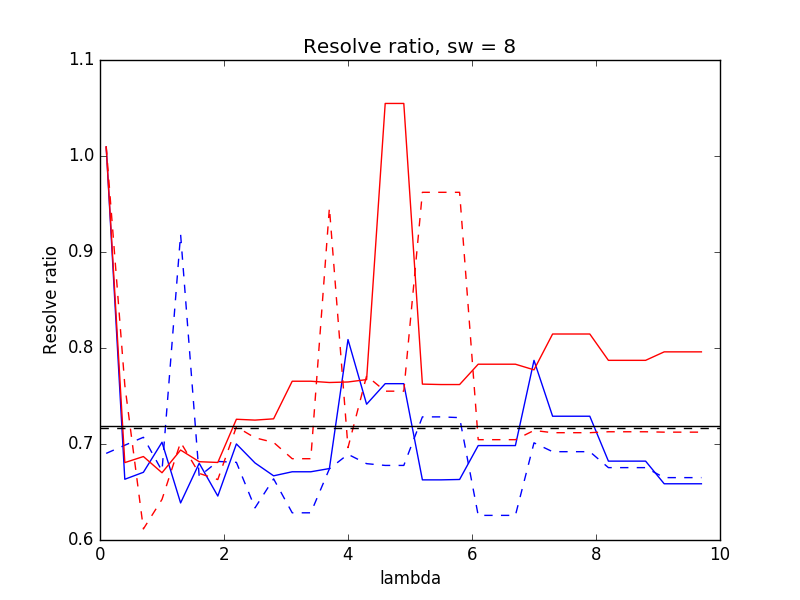 Resolve ratio, sw = 8
1.1
1.0
0.9
0.8
0.7
0.6
Resolve ratio
0 2 4 6 8 10
lambda